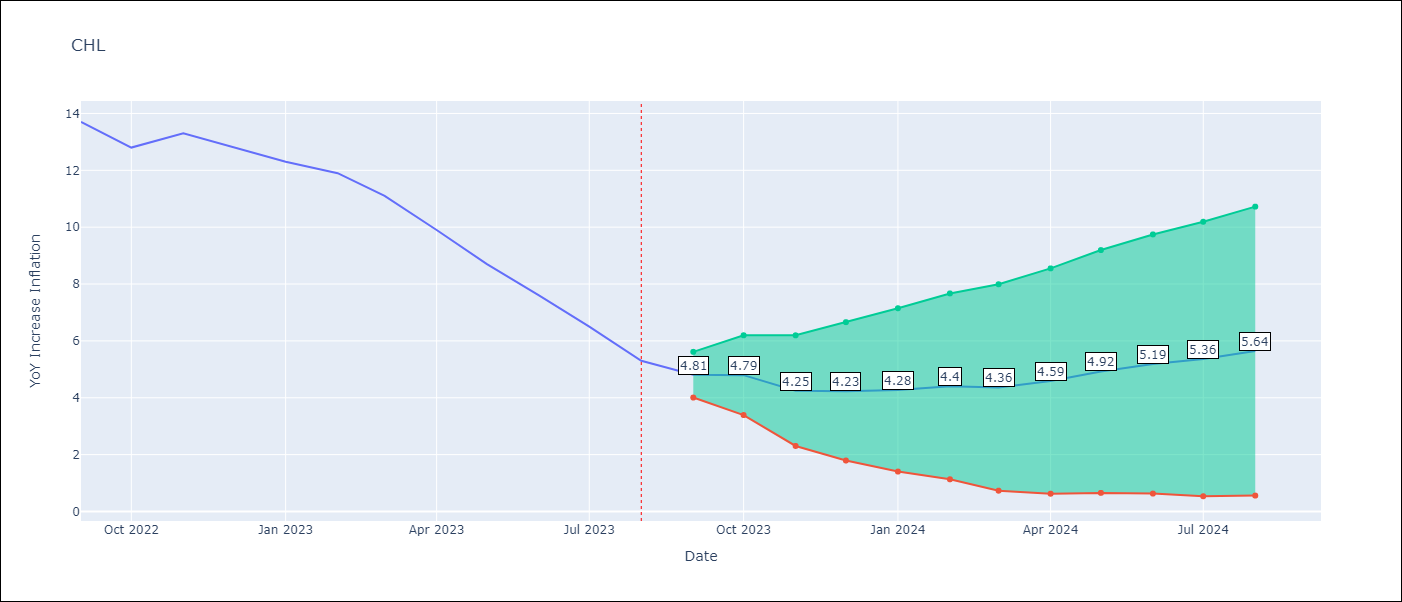 CHL
14
12
10
8
6
4
2
0
YoY Increase Inflation
4.81
4.79
4.25
4.23
4.28
4.4
4.36
4.59
4.92
5.19
5.36
5.64
Oct 2022
Jan 2023
Apr 2023
Jul 2023
Oct 2023
Jan 2024
Apr 2024
Jul 2024
Date